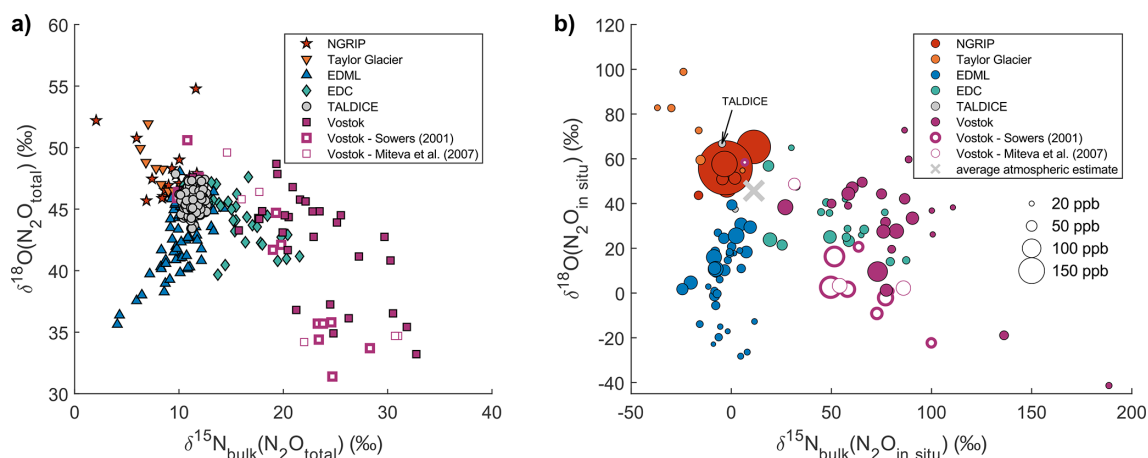 a)
60
55
50
45
40
35
30
0
10
20
30
40
δ18O(N2Ototal) (‰)
δ15Nbulk(N2Ototal) (‰)
NGRIP
Taylor Glacier
EDML
EDC
TALDICE
Vostok
Vostok - Sowers (2001)
Vostok - Miteva et al. (2007)
b)
120
100
80
60
40
20
0
-20
-40
-50
0
50
100
150
200
δ18O(N2Oin situ) (‰)
δ15Nbulk(N2Oin situ) (‰)
TALDICE
NGRIP
Taylor Glacier
EDML
EDC
TALDICE
Vostok
Vostok - Sowers (2001)
Vostok - Miteva et al. (2007)
average atmospheric estimate
20 ppb
50 ppb
100 ppb
150 ppb